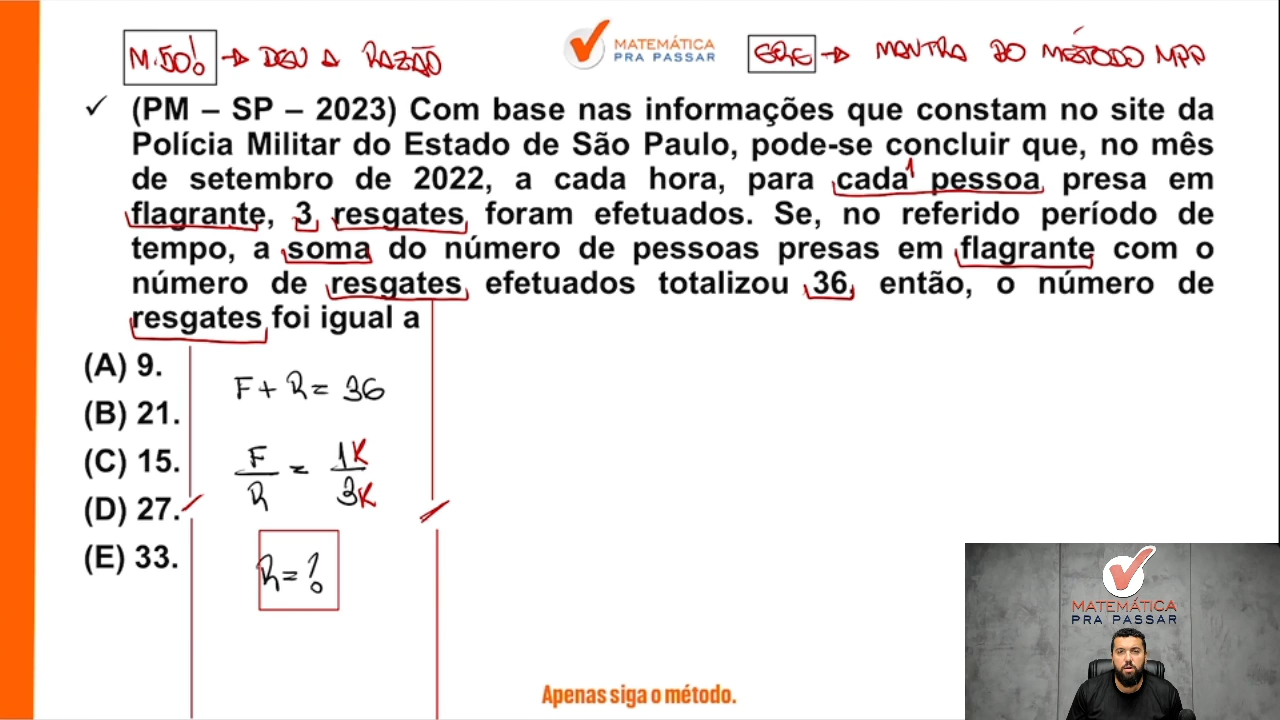 M.50! → DEU A RAZÃO
MATEMÁTICA
PRA PASSAR
→ MANTRA DO MÉTODO MPP
✓ (PM – SP – 2023) Com base nas informações que constam no site da
Polícia Militar do Estado de São Paulo, pode-se concluir que, no mês
de setembro de 2022, a cada hora, para cada 1 pessoa presa em
flagrante, 3 resgates foram efetuados. Se, no referido período de
tempo, a soma do número de pessoas presas em flagrante com o
número de resgates efetuados totalizou 36, então, o número de
resgates foi igual a
(A) 9.
(B) 21.
(C) 15.
(D) 27.
(E) 33.
F + R = 36
F/R = 1K/3K
R = ?
MATEMÁTICA
PRA PASSAR
Apenas siga o método.